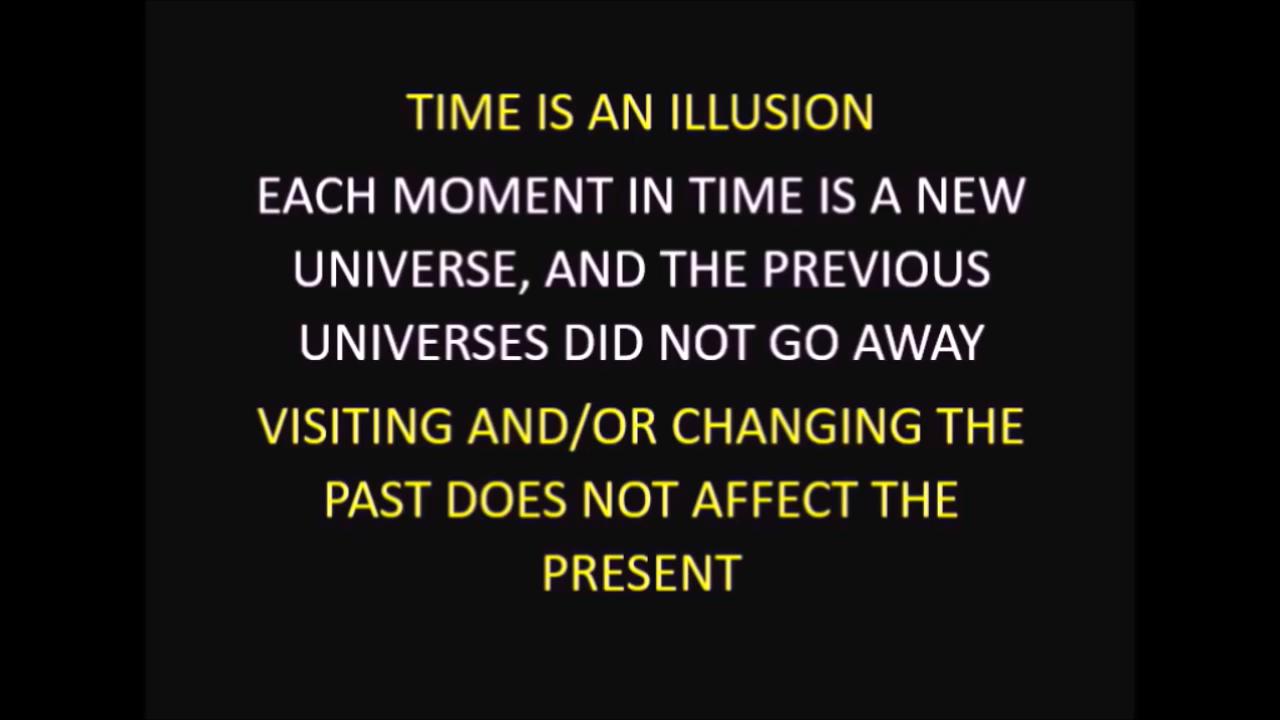 TIME IS AN ILLUSION
EACH MOMENT IN TIME IS A NEW
UNIVERSE, AND THE PREVIOUS
UNIVERSES DID NOT GO AWAY
VISITING AND/OR CHANGING THE
PAST DOES NOT AFFECT THE
PRESENT